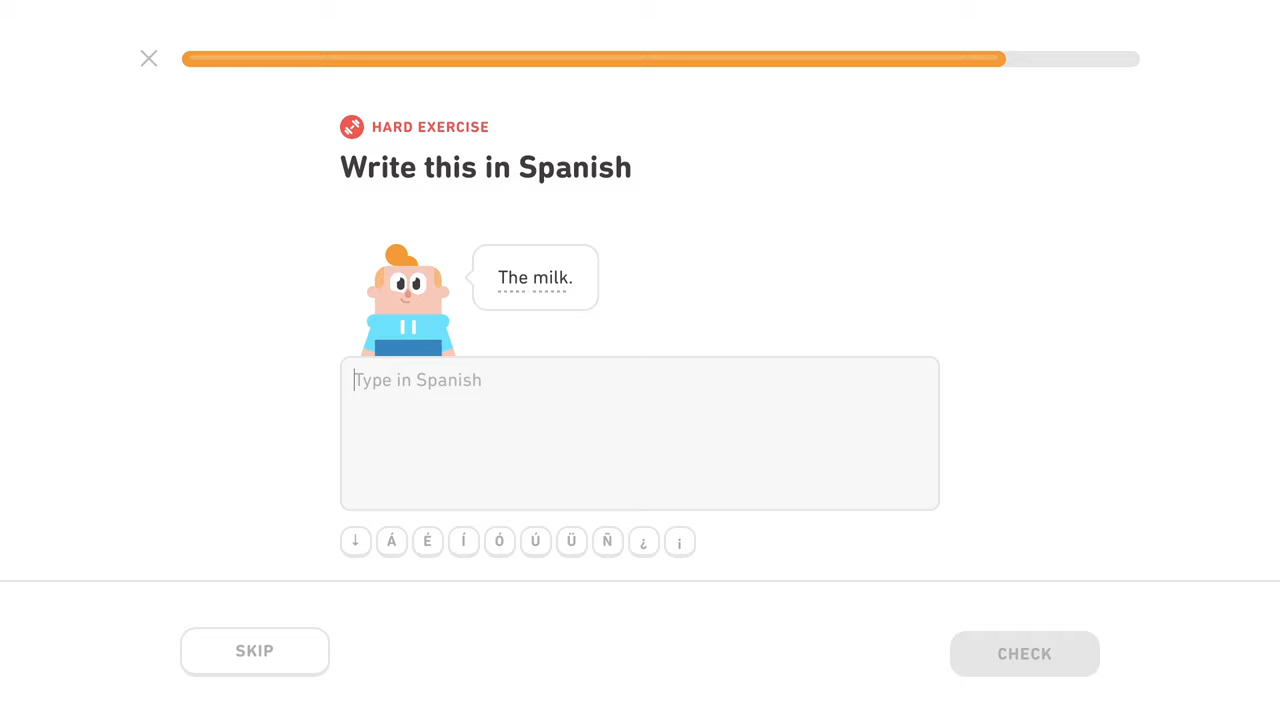 HARD EXERCISE
Write this in Spanish
The milk.
Type in Spanish
↓ Á É Í Ó Ú Ü Ñ ¿ ¡
SKIP
CHECK